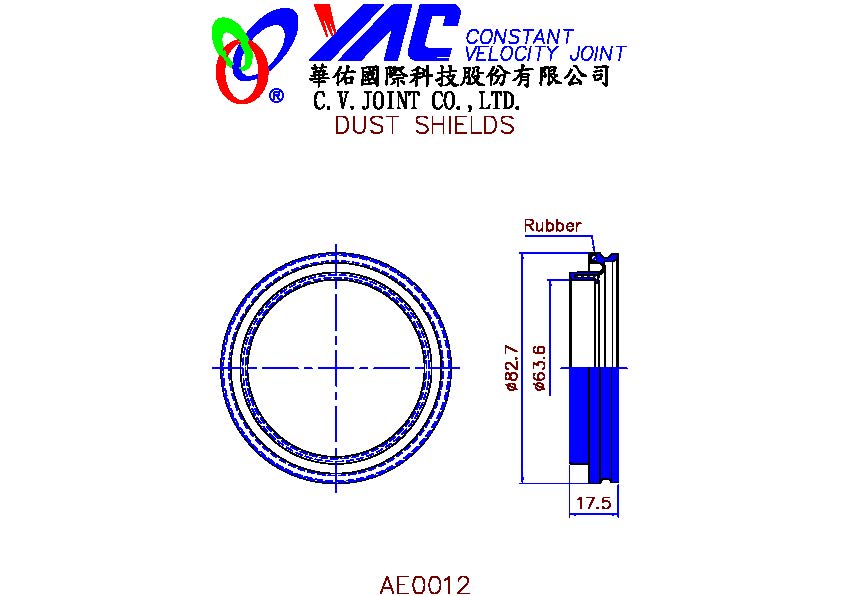 YAC CONSTANT
VELOCITY JOINT
®
華佑國際科技股份有限公司
C.V.JOINT CO.,LTD.
DUST SHIELDS
Rubber
ø82.7
ø63.6
17.5
AE0012